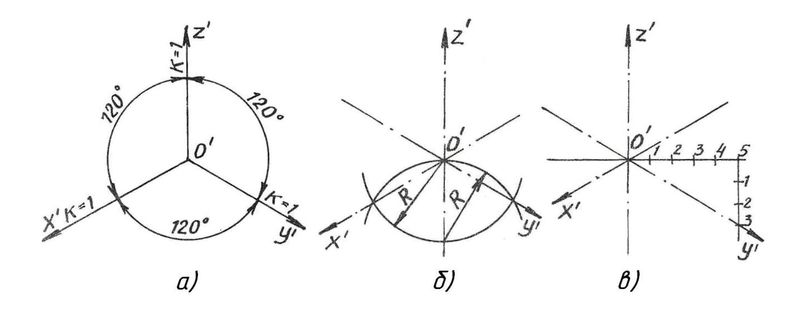 z'
K=1
120°
120°
O'
x' K=1
K=1
120°
y'
а)
z'
O'
R
R
x'
y'
б)
z'
O'
1 2 3 4 5
1
2
3
x'
y'
в)